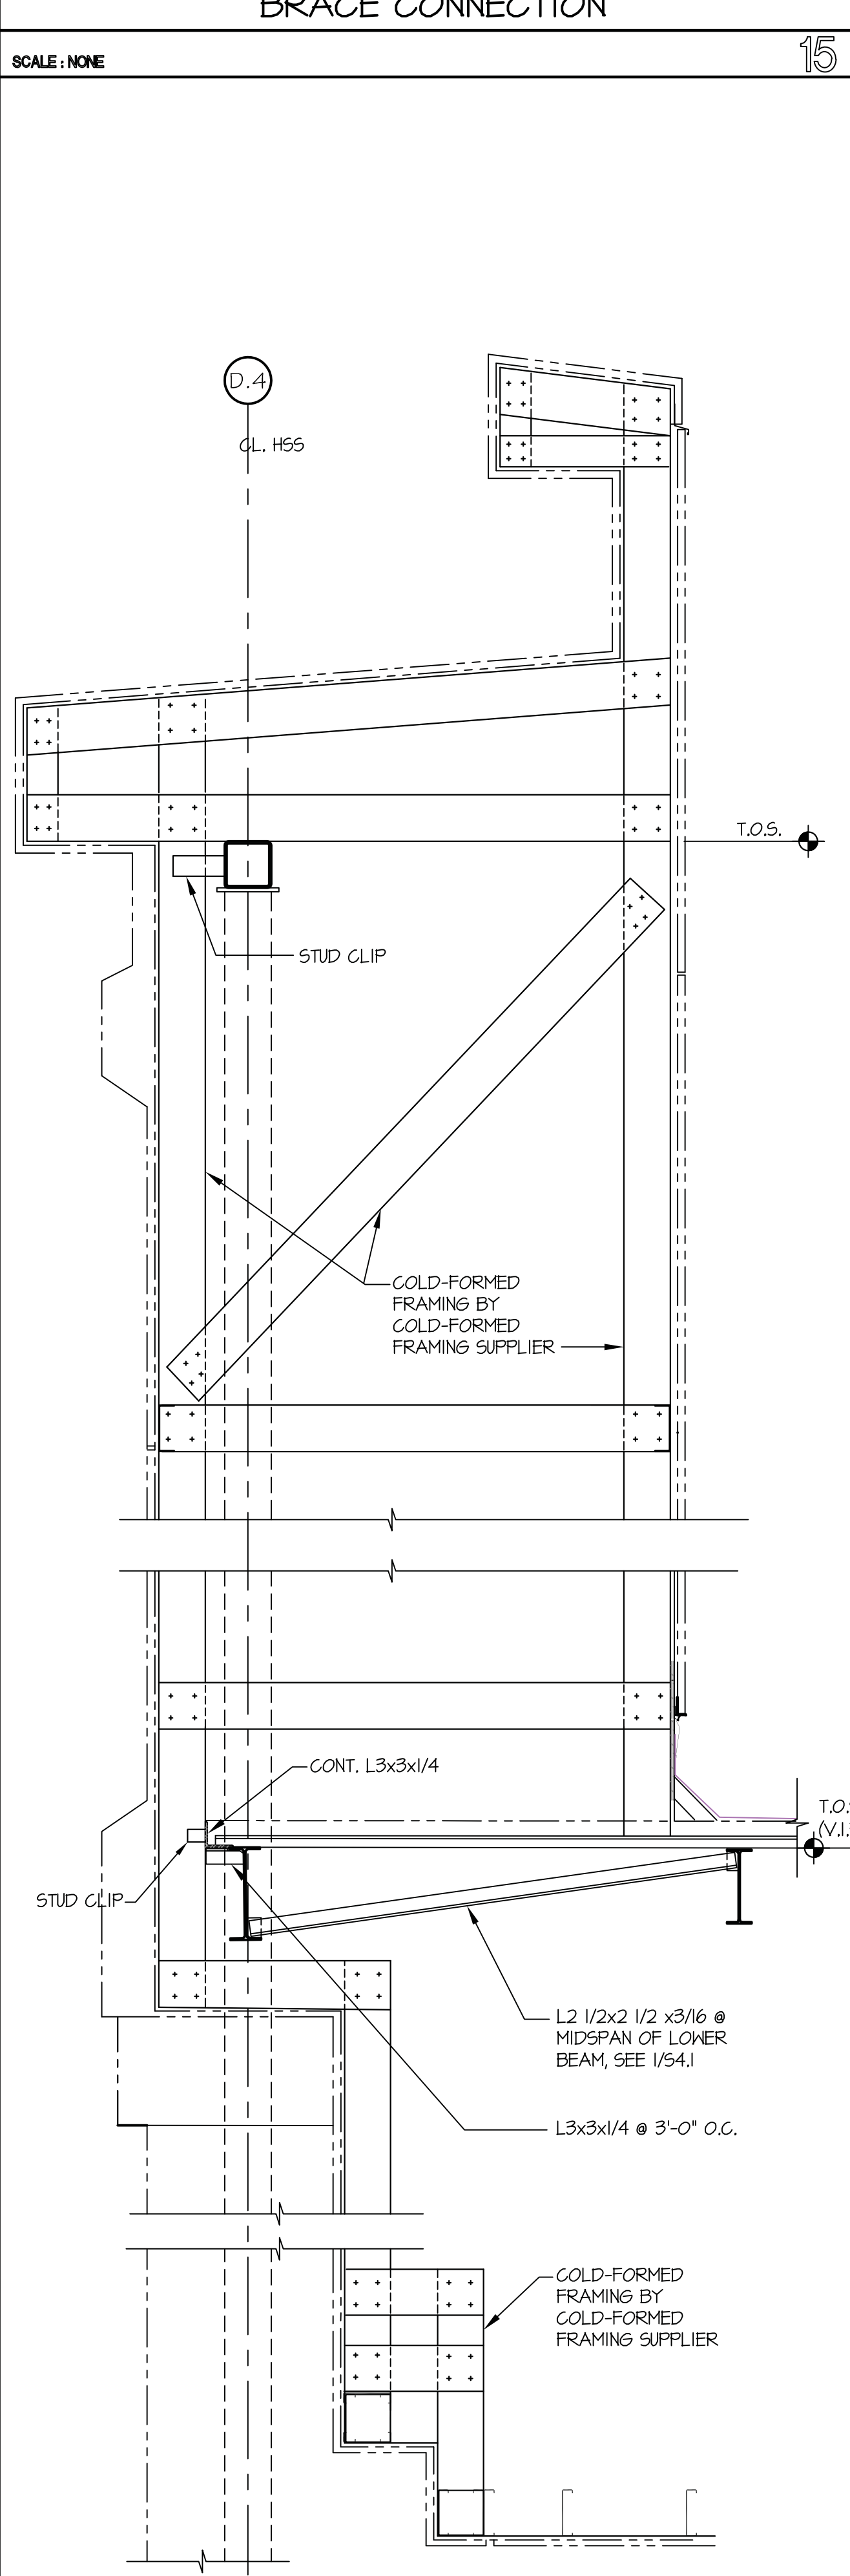 BRACE CONNECTION
SCALE : NONE
15
D.4
CL. HSS
T.O.S.
STUD CLIP
COLD-FORMED
FRAMING BY
COLD-FORMED
FRAMING SUPPLIER
CONT. L3x3x1/4
T.O.
(V.I.
STUD CLIP
L2 1/2x2 1/2 x3/16 @
MIDSPAN OF LOWER
BEAM, SEE 1/S4.1
L3x3x1/4 @ 3'-0" O.C.
COLD-FORMED
FRAMING BY
COLD-FORMED
FRAMING SUPPLIER